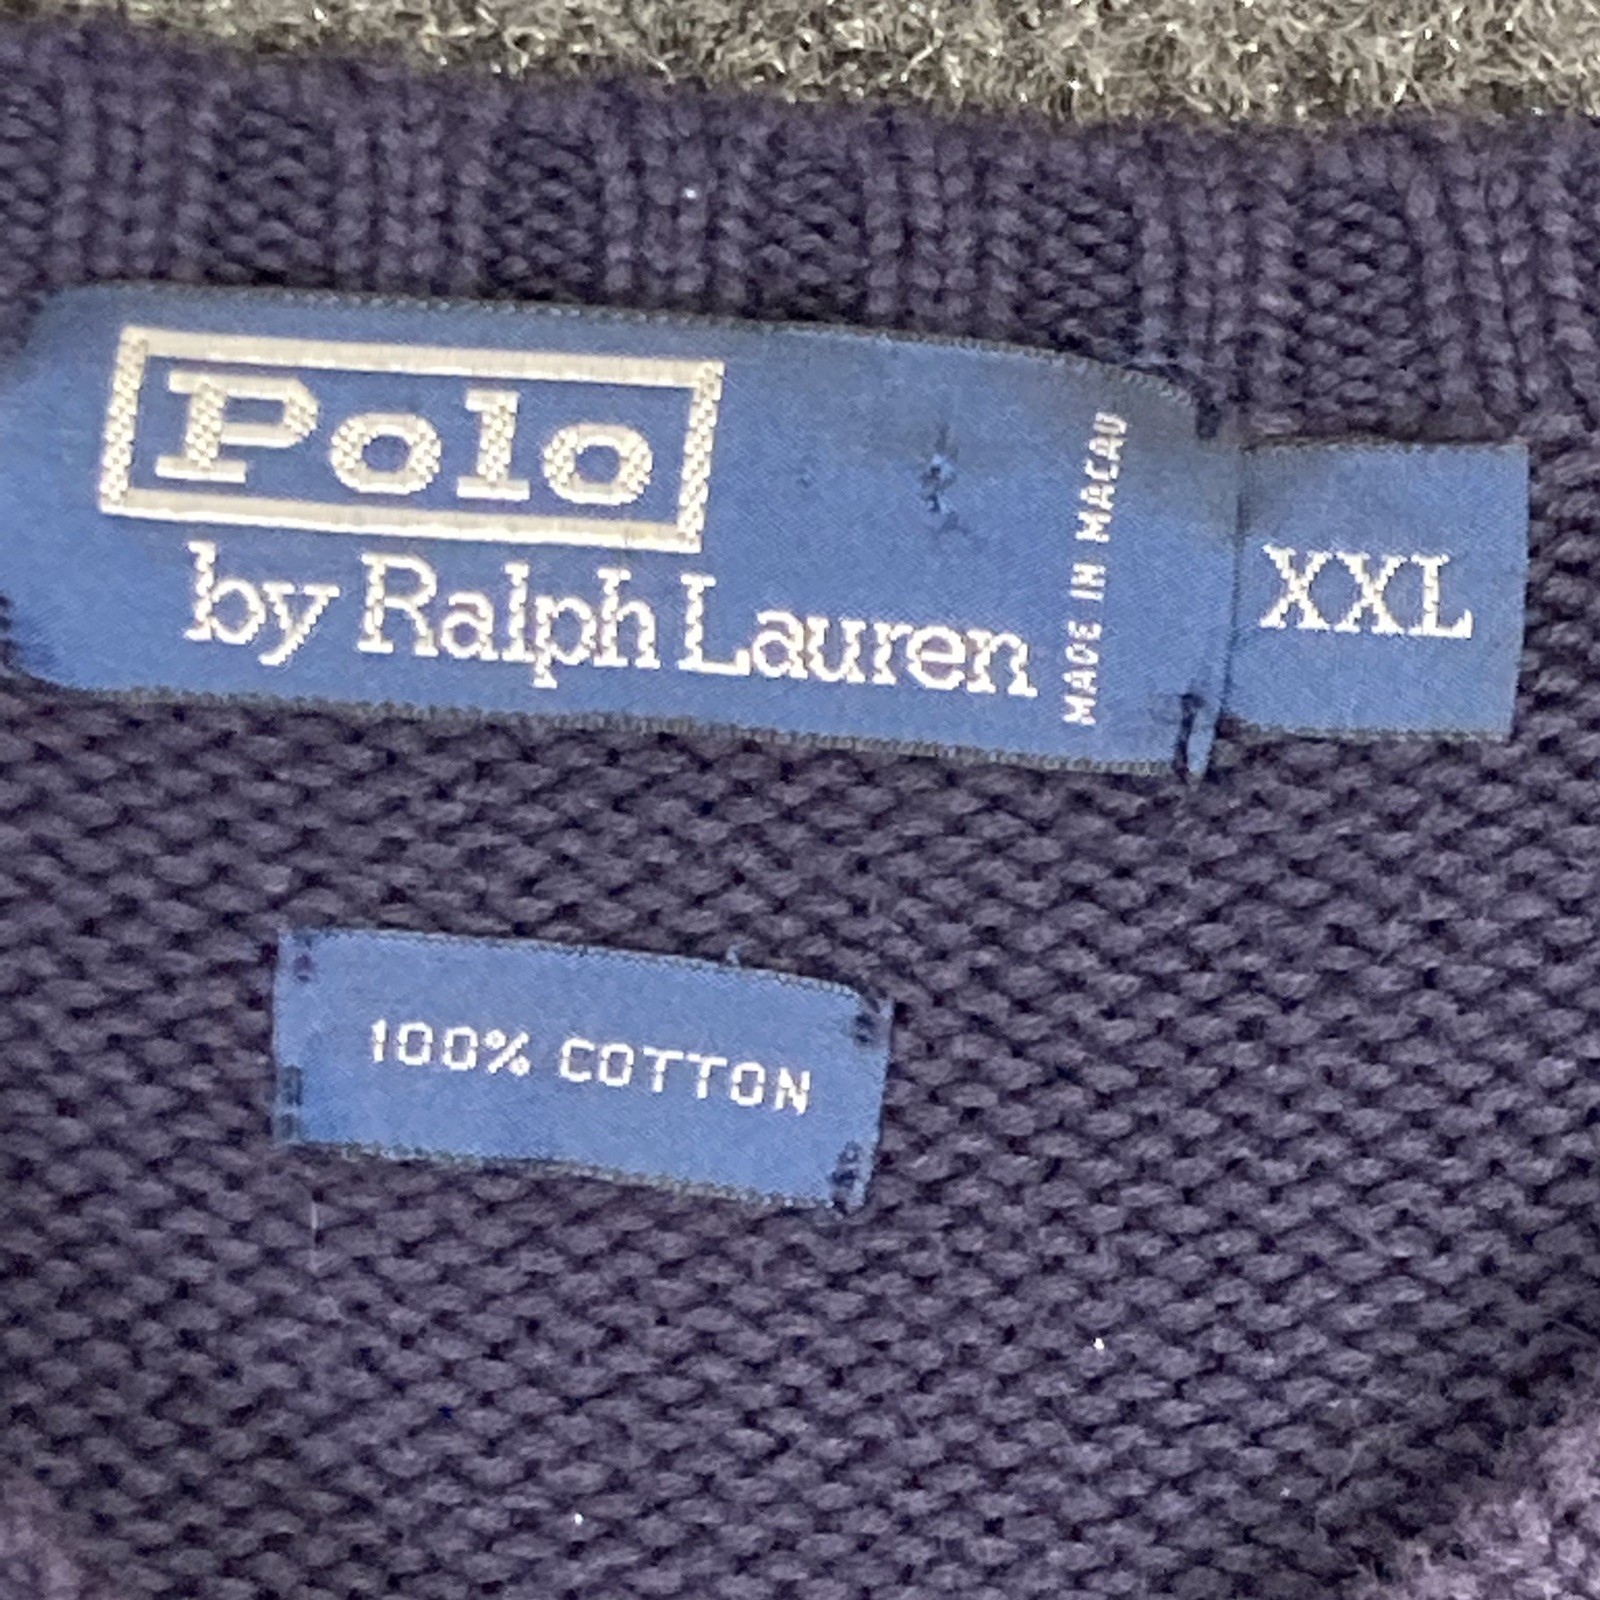 Polo
by Ralph Lauren
MADE IN MACAU
XXL
100% COTTON